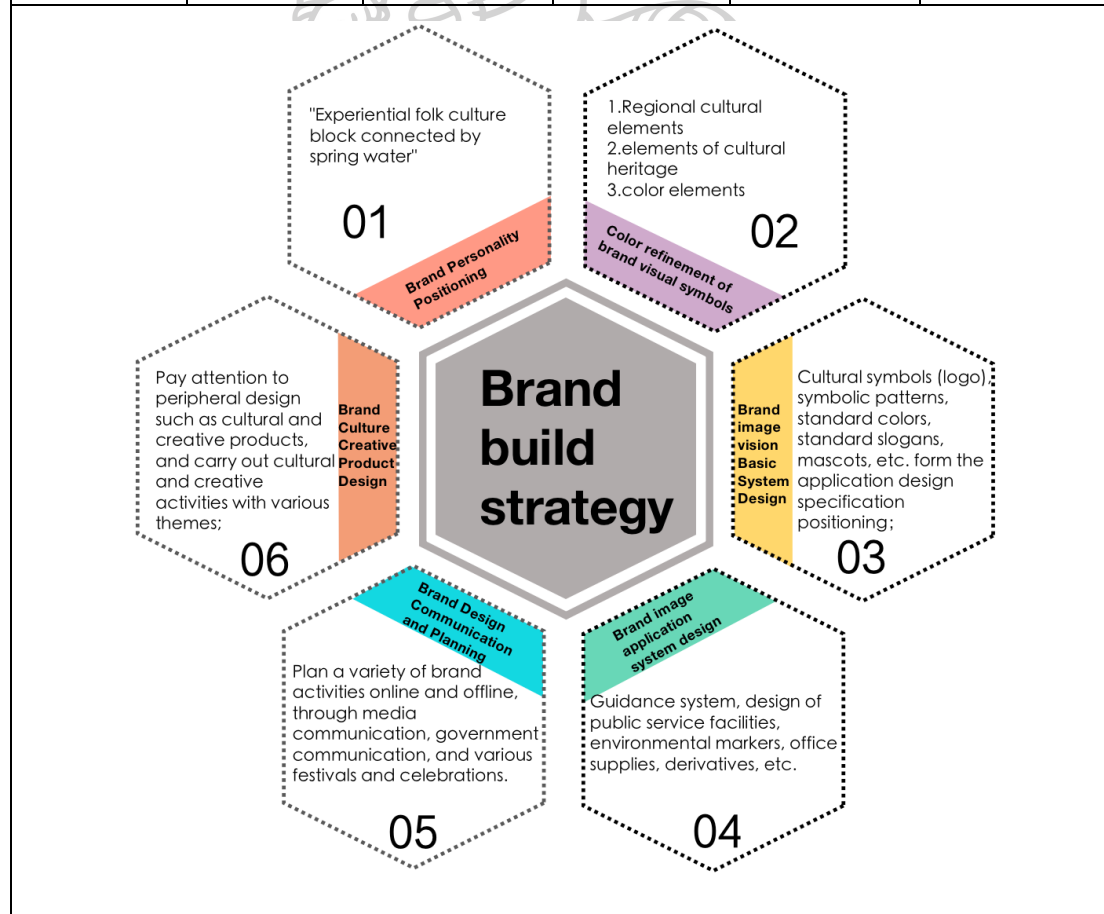 "Experiential folk culture
block connected by
spring water"
01
Brand Personality
Positioning
1.Regional cultural
elements
2.elements of cultural
heritage
3.color elements
02
Color refinement of
brand visual symbols
Brand
build
strategy
Brand
image
vision
Basic
System
Design
Cultural symbols (logo),
symbolic patterns,
standard colors,
standard slogans,
mascots, etc. form the
application design
specification
positioning;
03
Brand image
application
system design
Guidance system, design of
public service facilities,
environmental markers, office
supplies, derivatives, etc.
04
Brand Design
Communication
and Planning
Plan a variety of brand
activities online and offline,
through media
communication, government
communication, and various
festivals and celebrations.
05
Pay attention to
peripheral design
such as cultural and
creative products,
and carry out cultural
and creative
activities with various
themes;
06
Brand
Culture
Creative
Product
Design